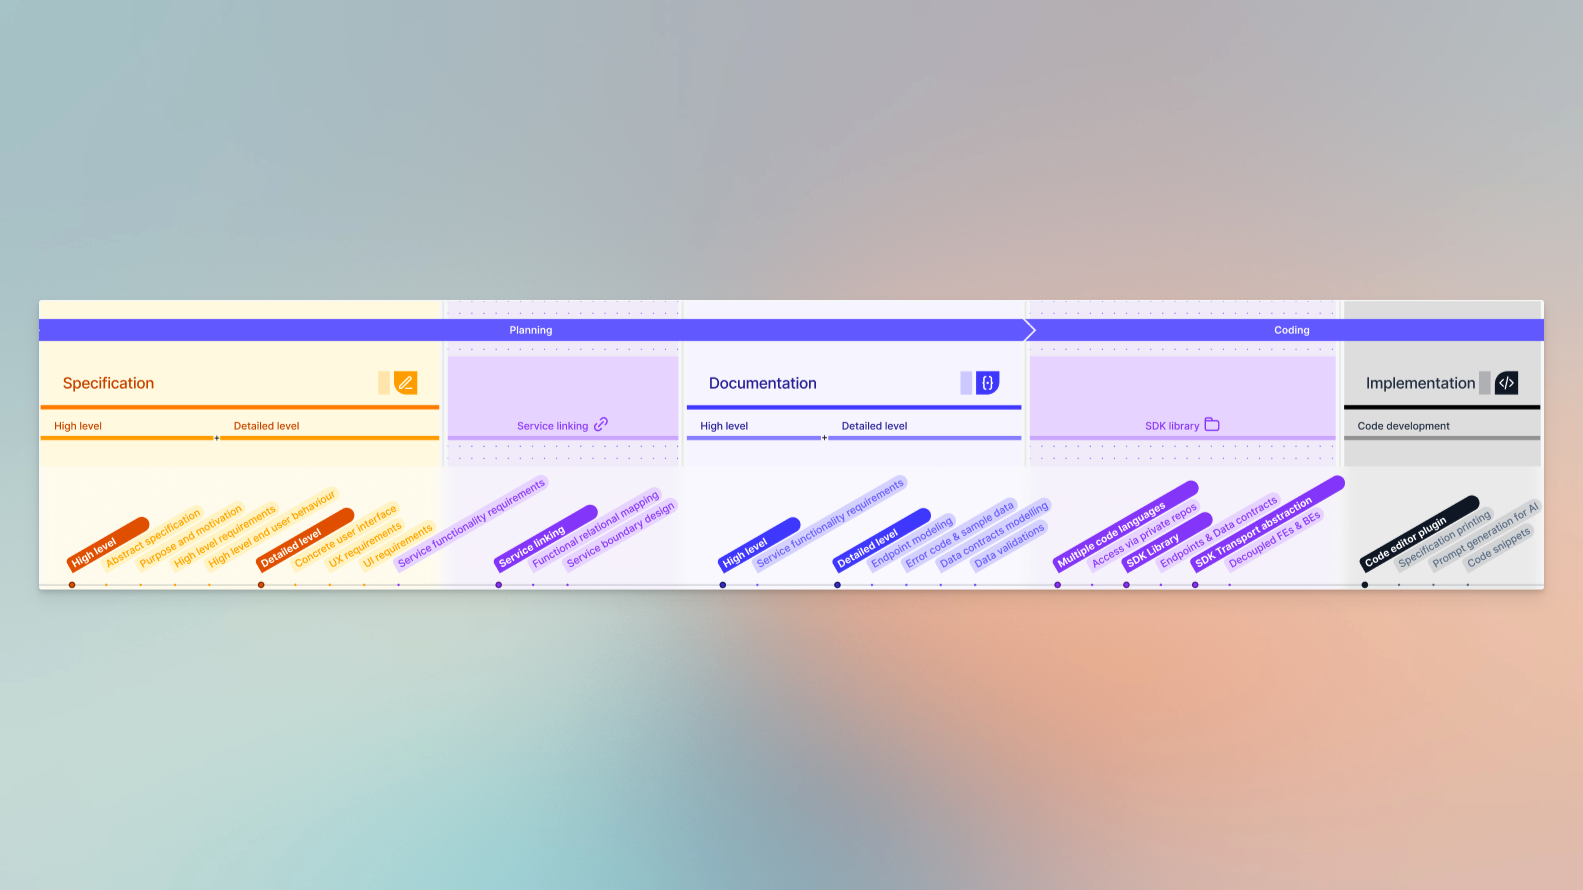 Planning
Coding
Specification
Documentation
Implementation
High level
Detailed level
Service linking
High level
Detailed level
SDK library
Code development
High level
Abstract specification
Purpose and motivation
High level requirements
High level end user behaviour
Detailed level
Concrete user interface
UX requirements
UI requirements
Service functionality requirements
Service linking
Functional relational mapping
Service boundary design
High level
Service functionality requirements
Detailed level
Endpoint modeling
Error code & sample data
Data contracts modelling
Data validations
Multiple code languages
Access via private repos
SDK Library
Endpoints & Data contracts
SDK Transport abstraction
Decoupled FEs & BEs
Code editor plugin
Specification printing
Prompt generation for AI
Code snippets